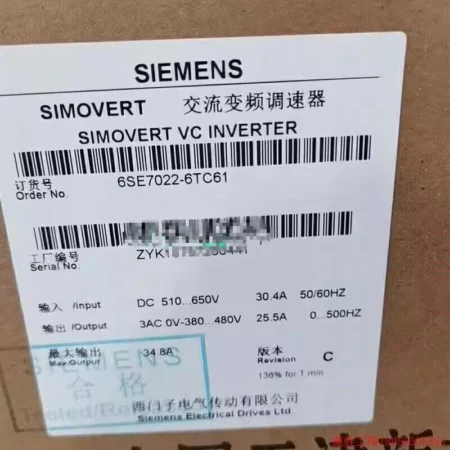 SIEMENS
SIMOVERT 交流变频调速器
SIMOVERT VC INVERTER
订货号 6SE7022-6TC61
Order No.
工厂编号
Serial No. ZYK
输入 /Input DC 510...650V 30.4A 50/60HZ
输出 /Output 3AC 0V-380...480V 25.5A 0...500HZ
最大输出 34.8A 版本 C
Max.Output Revision
136% for 1 min.
SIEMENS
合格
Tested/Re
西门子电气传动有限公司
Siemens Electrical Drives Ltd.